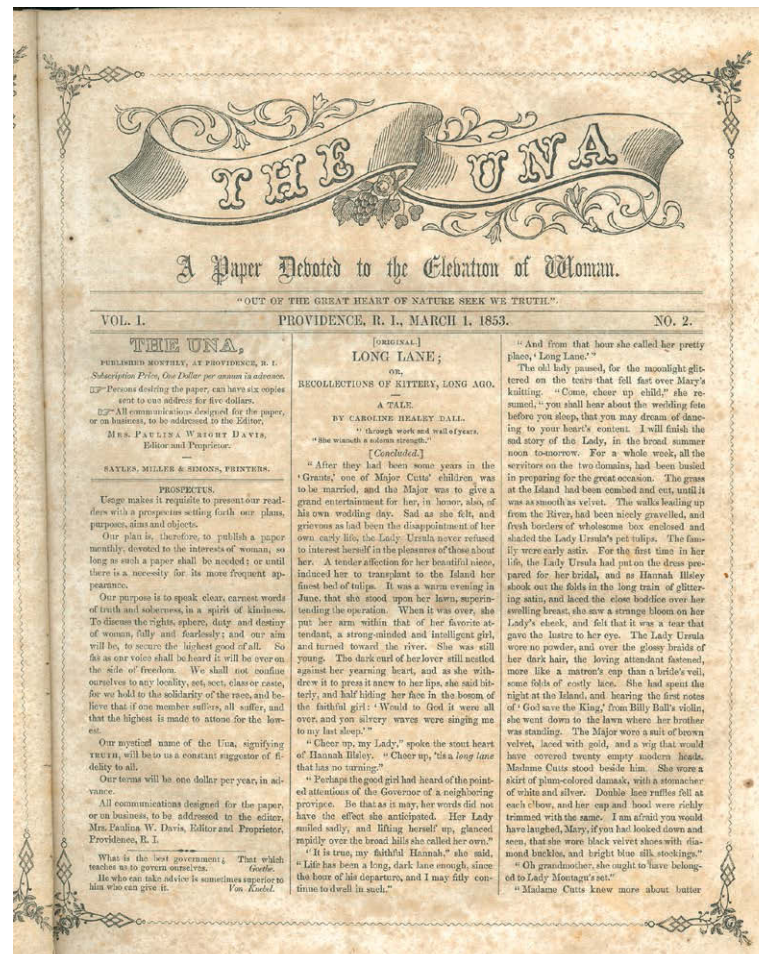 THE UNA
A Paper Devoted to the Elevation of Woman.
"OUT OF THE GREAT HEART OF NATURE SEEK WE TRUTH."
VOL. 1. PROVIDENCE, R. I., MARCH 1, 1853. NO. 2.
THE UNA,
PUBLISHED MONTHLY, AT PROVIDENCE, R. I.
Subscription Price, One Dollar per annum in advance.
☞ Persons desiring the paper, can have six copies
sent to one address for five dollars.
☞ All communications designed for the paper,
or on business, to be addressed to the Editor,
MRS. PAULINA WRIGHT DAVIS,
Editor and Proprietor.
SAYLES, MILLER & SIMONS, PRINTERS.
PROSPECTUS.
Usage makes it requisite to present our read-
ders with a prospectus setting forth our plans,
purposes, aims and objects.
Our plan is, therefore, to publish a paper
monthly, devoted to the interests of woman, so
long as such a paper shall be needed; or until
there is a necessity for its more frequent ap-
pearance.
Our purpose is to speak clear, earnest words
of truth and soberness, in a spirit of kindness.
To discuss the rights, sphere, duty and destiny
of woman, fully and fearlessly; and our aim
will be, to secure the highest good of all. So
far as our voice shall be heard it will be ever on
the side of freedom. We shall not confine
ourselves to any locality, set, sect, class or caste,
for we hold to the solidarity of the race, and be-
lieve that if one member suffers, all suffer, and
that the highest is made to attone for the low-
est.
Our mystical name of the Una, signifying
TRUTH, will be to us a constant suggestor of fi-
delity to all.
Our terms will be one dollar per year, in ad-
vance.
All communications designed for the paper,
or on business, to be addressed to the editor,
Mrs. Paulina W. Davis, Editor and Proprietor,
Providence, R. I.
What is the best government; That which
teaches us to govern ourselves. Goethe.
He who can take advice is sometimes superior to
him who can give it. Von Knebel.
[ORIGINAL.]
LONG LANE;
OR,
RECOLLECTIONS OF KITTERY, LONG AGO.
A TALE.
BY CAROLINE HEALEY DALL.
"through work and wail of years,
"She winneth a solemn strength."
[Concluded.]
"After they had been some years in the
'Grants,' one of Major Cutts' children was
to be married, and the Major was to give a
grand entertainment for her, in honor, also, of
his own wedding day. Sad as she felt, and
grievous as had been the disappointment of her
own early life, the Lady Ursula never refused
to interest herself in the pleasures of those about
her. A tender affection for her beautiful niece,
induced her to transplant to the Island her
finest bed of tulips. It was a warm evening in
June, that she stood upon her lawn, superin-
tending the operation. When it was over, she
put her arm within that of her favorite at-
tendant, a strong-minded and intelligent girl,
and turned toward the river. She was still
young. The dark curl of her lover still nestled
against her yearning heart, and as she with-
drew it to press it anew to her lips, she said bit-
terly, and half hiding her face in the bosom of
the faithful girl: 'Would to God it were all
over, and yon silvery waves were singing me
to my last sleep.'"
"Cheer up, my Lady," spoke the stout heart
of Hannah Illsley. "Cheer up, 'tis a long lane
that has no turning."
"Perhaps the good girl had heard of the point-
ed attentions of the Governor of a neighboring
province. Be that as it may, her words did not
have the effect she anticipated. Her Lady
smiled sadly, and lifting herself up, glanced
rapidly over the broad hills she called her own."
"It is true, my faithful Hannah," she said,
"Life has been a long, dark lane enough, since
the hour of his departure, and I may fitly con-
tinue to dwell in such."
"And from that hour she called her pretty
place, 'Long Lane.'"
The old lady paused, for the moonlight glit-
tered on the tears that fell fast over Mary's
knitting. "Come, cheer up child," she re-
sumed, "you shall hear about the wedding fete
before you sleep, that you may dream of danc-
ing to your heart's content. I will finish the
sad story of the Lady, in the broad summer
noon to-morrow. For a whole week, all the
servitors on the two domains, had been busied
in preparing for the great occasion. The grass
at the Island had been combed and cut, until it
was as smooth as velvet. The walks leading up
from the River, had been nicely gravelled, and
fresh borders of wholesome box enclosed and
shaded the Lady Ursula's pet tulips. The fam-
ily were early astir. For the first time in her
life, the Lady Ursula had put on the dress pre-
pared for her bridal, and as Hannah Illsley
shook out the folds in the long train of glitter-
ing satin, and laced the close boddice over her
swelling breast, she saw a strange bloom on her
Lady's cheek, and felt that it was a tear that
gave the lustre to her eye. The Lady Ursula
wore no powder, and over the glossy braids of
her dark hair, the loving attendant fastened,
more like a matron's cap than a bride's veil,
some folds of costly lace. She had spent the
night at the Island, and hearing the first notes
of 'God save the King,' from Billy Ball's violin,
she went down to the lawn where her brother
was standing. The Major wore a suit of brown
velvet, laced with gold, and a wig that would
have covered twenty empty modern heads.
Madame Cutts stood beside him. She wore a
skirt of plum-colored damask, with a stomacher
of white and silver. Double lace ruffles fell at
each elbow, and her cap and hood were richly
trimmed with the same. I am afraid you would
have laughed, Mary, if you had looked down and
seen, that she wore black velvet shoes with dia-
mond buckles, and bright blue silk stockings."
"Oh grandmother, she ought to have belong-
ed to Lady Montagu's set."
"Madame Cutts knew more about butter